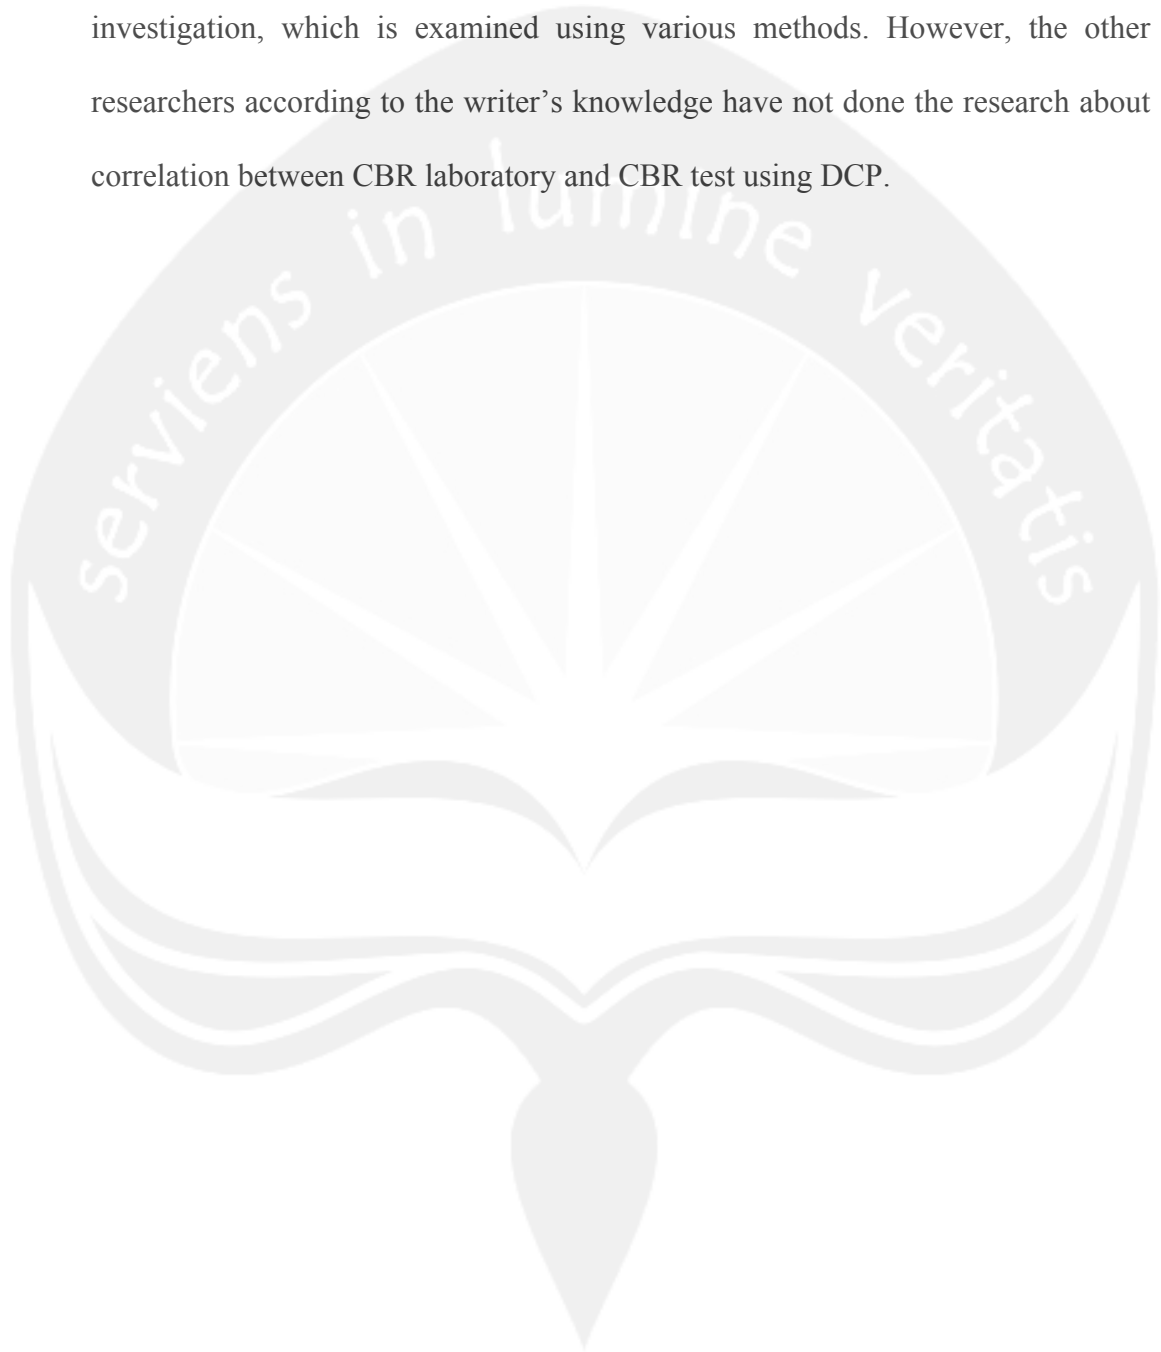 investigation, which is examined using various methods. However, the other
researchers according to the writer’s knowledge have not done the research about
correlation between CBR laboratory and CBR test using DCP.
serviens in lumine veritatis